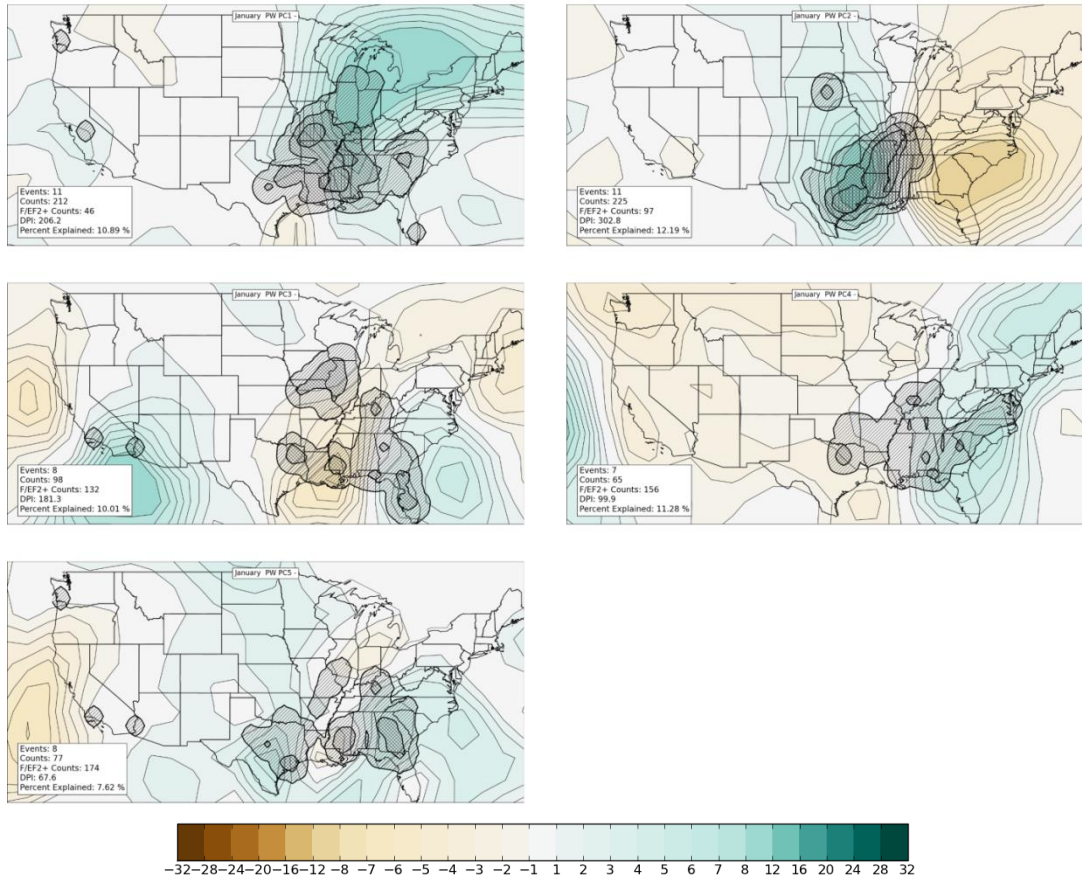 January PW PC1 -
Events: 11
Counts: 212
F/EF2+ Counts: 46
DPI: 206.2
Percent Explained: 10.89 %
January PW PC2 -
Events: 11
Counts: 225
F/EF2+ Counts: 97
DPI: 302.8
Percent Explained: 12.19 %
January PW PC3 -
Events: 8
Counts: 98
F/EF2+ Counts: 132
DPI: 181.3
Percent Explained: 10.01 %
January PW PC4 -
Events: 7
Counts: 65
F/EF2+ Counts: 156
DPI: 99.9
Percent Explained: 11.28 %
January PW PC5 -
Events: 8
Counts: 77
F/EF2+ Counts: 174
DPI: 67.6
Percent Explained: 7.62 %
−32−28−24−20−16−12−8 −7 −6 −5 −4 −3 −2 −1 1 2 3 4 5 6 7 8 12 16 20 24 28 32